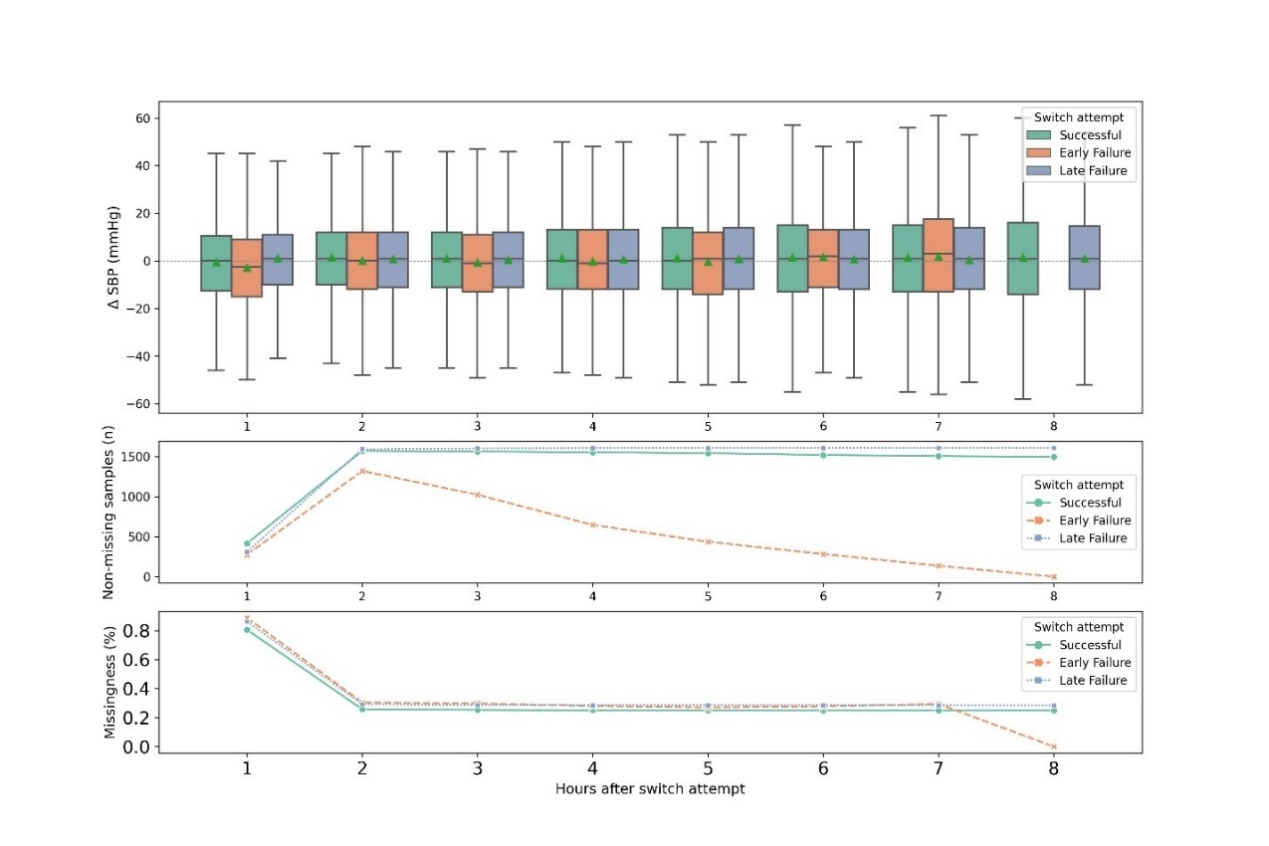 Δ SBP (mmHg)
60
40
20
0
−20
−40
−60
Switch attempt
Successful
Early Failure
Late Failure
1 2 3 4 5 6 7 8
Non-missing samples (n)
1500
1000
500
0
Switch attempt
Successful
Early Failure
Late Failure
1 2 3 4 5 6 7 8
Missingness (%)
0.8
0.6
0.4
0.2
0.0
Switch attempt
Successful
Early Failure
Late Failure
1 2 3 4 5 6 7 8
Hours after switch attempt